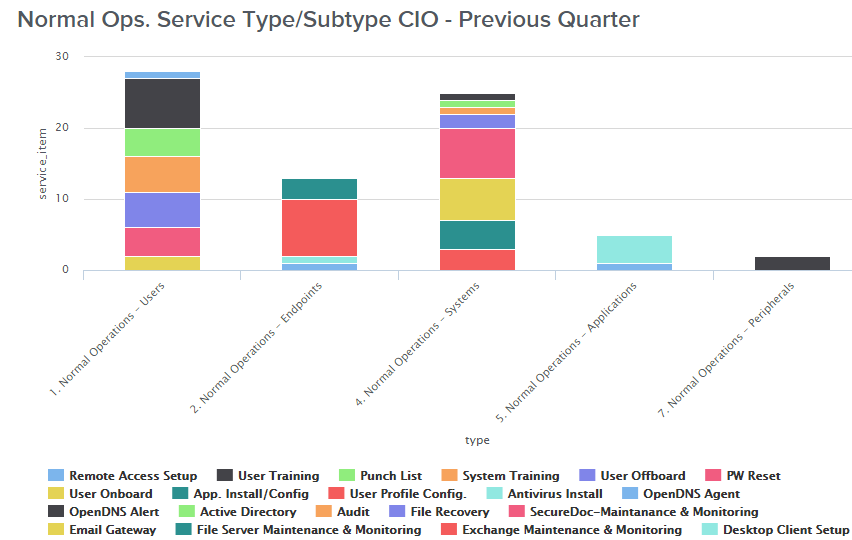 Normal Ops. Service Type/Subtype CIO - Previous Quarter
30
20
10
0
service_item
1. Normal Operations - Users
2. Normal Operations - Endpoints
4. Normal Operations - Systems
5. Normal Operations - Applications
7. Normal Operations - Peripherals
type
Remote Access Setup User Training Punch List System Training User Offboard PW Reset
User Onboard App. Install/Config User Profile Config. Antivirus Install OpenDNS Agent
OpenDNS Alert Active Directory Audit File Recovery SecureDoc-Maintanance & Monitoring
Email Gateway File Server Maintenance & Monitoring Exchange Maintenance & Monitoring Desktop Client Setup